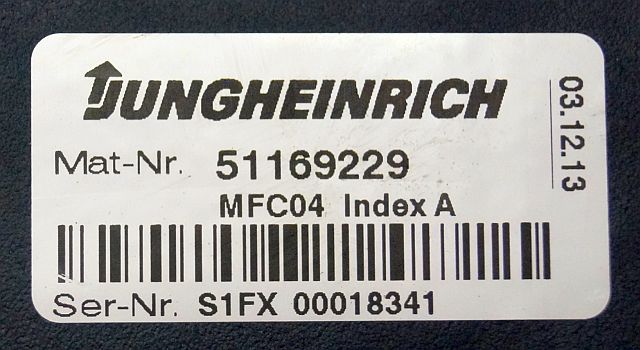 JUNGHEINRICH
Mat-Nr. 51169229
MFC04 Index A
Ser-Nr. S1FX 00018341
03.12.13